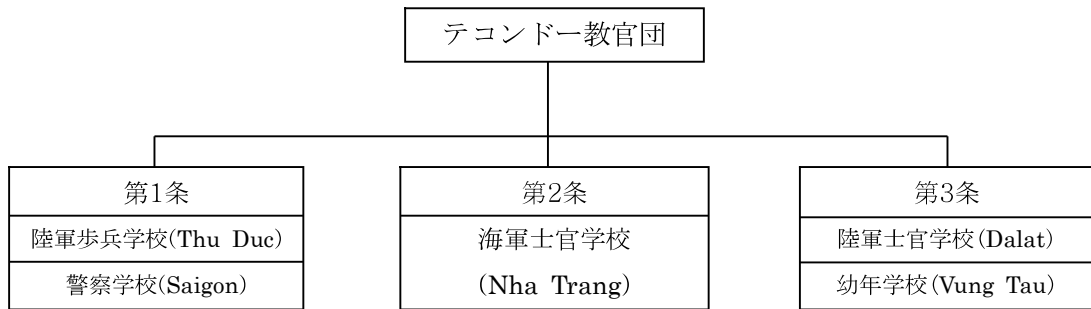 テコンドー教官団
第1条
陸軍歩兵学校(Thu Duc)
警察学校(Saigon)
第2条
海軍士官学校
(Nha Trang)
第3条
陸軍士官学校(Dalat)
幼年学校(Vung Tau)